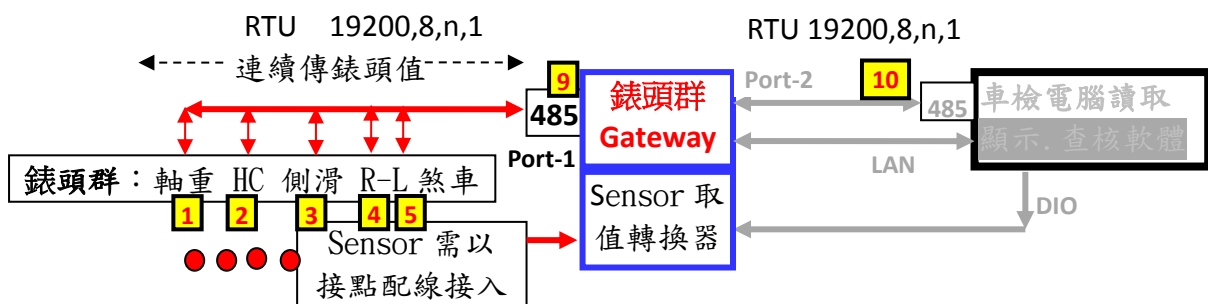 RTU 19200,8,n,1
RTU 19200,8,n,1
連續傳錶頭值
9
錶頭群
Gateway
485
Port-1
Port-2
10
485
車檢電腦讀取
顯示. 查核軟體
LAN
錶頭群：軸重 HC 側滑 R-L 煞車
1
2
3
4
5
Sensor 需以
接點配線接入
Sensor 取
值轉換器
DIO